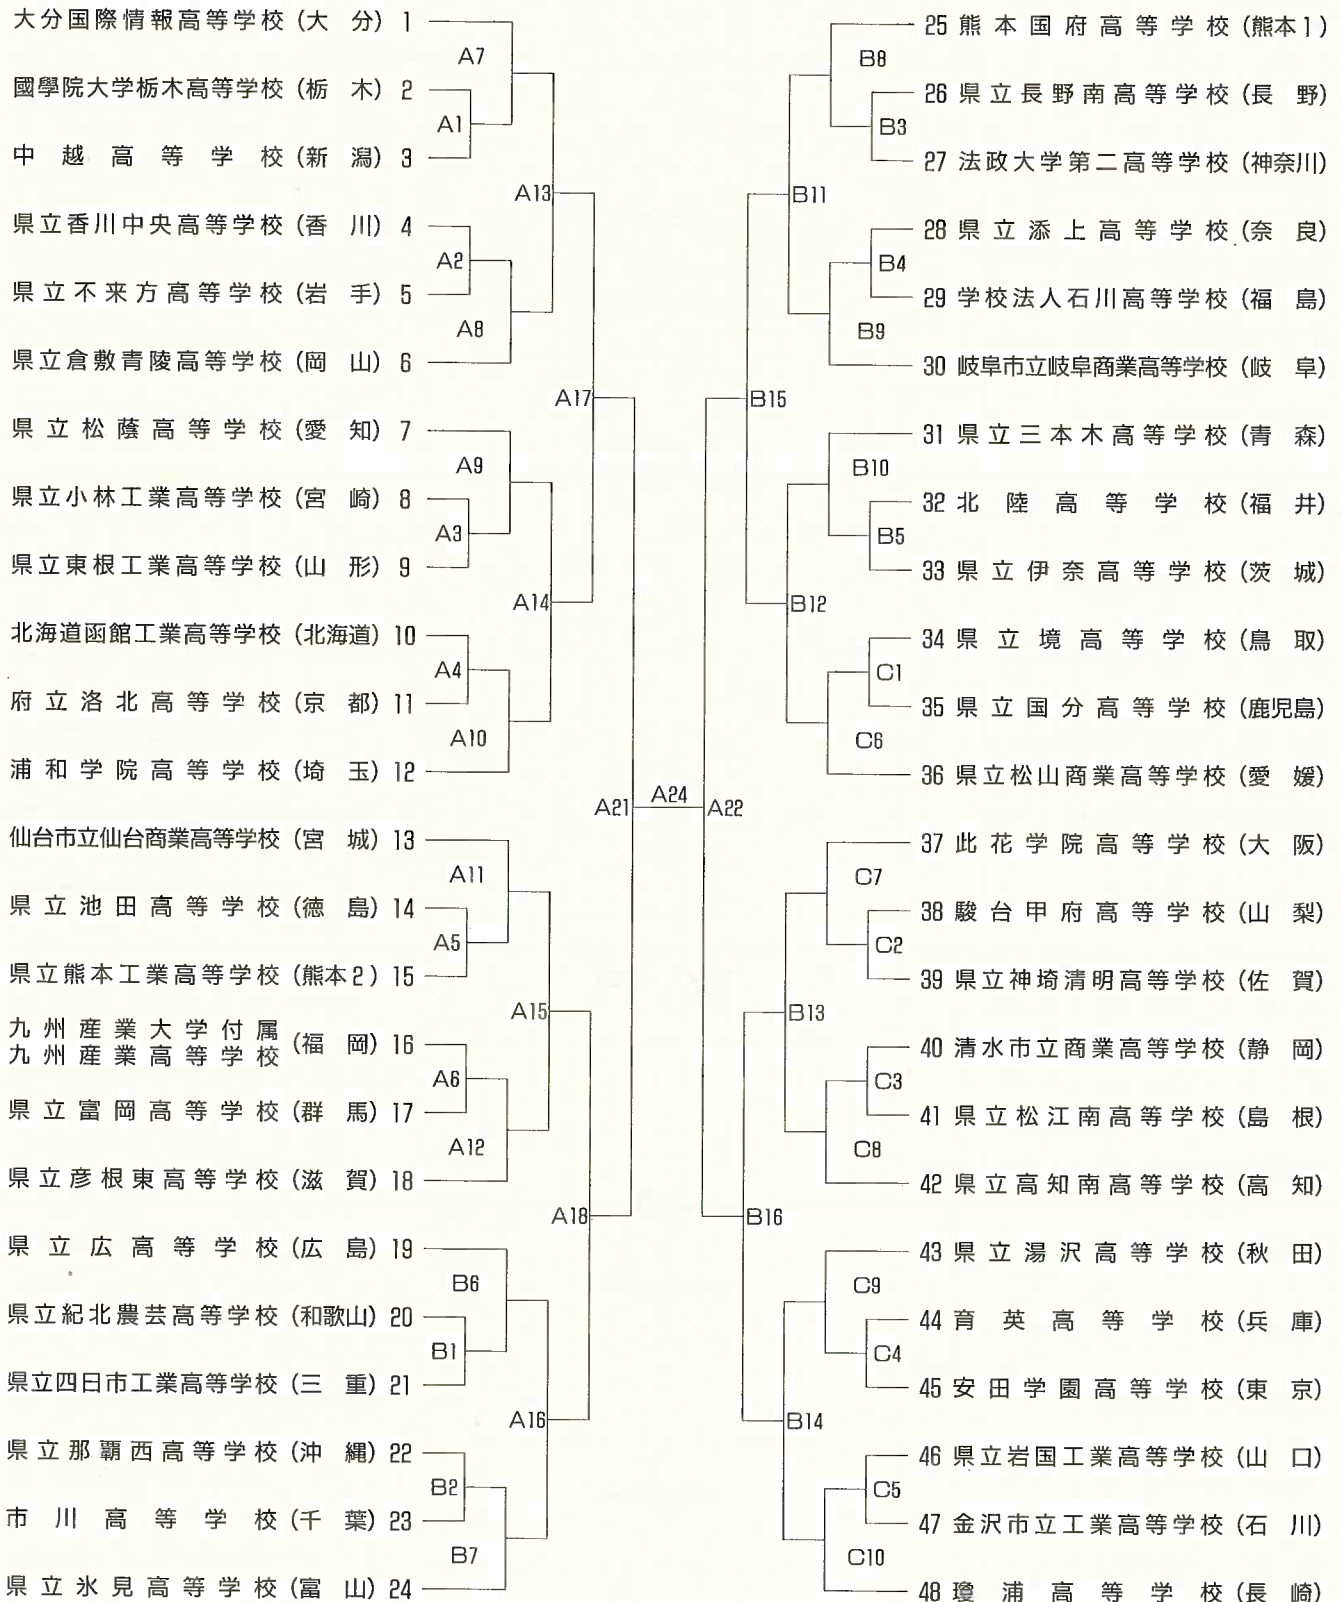 大分国際情報高等学校 (大 分) 1
A7
國學院大学栃木高等学校 (栃 木) 2
A1
中越高等学校 (新 潟) 3
A13
県立香川中央高等学校 (香 川) 4
A2
県立不来方高等学校 (岩 手) 5
A8
県立倉敷青陵高等学校 (岡 山) 6
A17
県立松蔭高等学校 (愛 知) 7
A9
県立小林工業高等学校 (宮 崎) 8
A3
県立東根工業高等学校 (山 形) 9
A14
北海道函館工業高等学校 (北海道) 10
A4
府立洛北高等学校 (京 都) 11
A10
浦和学院高等学校 (埼 玉) 12
A21
A24
A22
仙台市立仙台商業高等学校 (宮 城) 13
A11
県立池田高等学校 (徳 島) 14
A5
県立熊本工業高等学校 (熊本2) 15
A15
九州産業大学付属
九州産業高等学校 (福 岡) 16
A6
県立富岡高等学校 (群 馬) 17
A12
県立彦根東高等学校 (滋 賀) 18
A18
県立広高等学校 (広 島) 19
B6
県立紀北農芸高等学校 (和歌山) 20
B1
県立四日市工業高等学校 (三 重) 21
A16
県立那覇西高等学校 (沖 縄) 22
B2
市川高等学校 (千 葉) 23
B7
県立氷見高等学校 (富 山) 24
25 熊本国府高等学校 (熊本1)
B8
26 県立長野南高等学校 (長 野)
B3
27 法政大学第二高等学校 (神奈川)
B11
28 県立添上高等学校 (奈 良)
B4
29 学校法人石川高等学校 (福 島)
B9
30 岐阜市立岐阜商業高等学校 (岐 阜)
B15
31 県立三本木高等学校 (青 森)
B10
32 北陸高等学校 (福 井)
B5
33 県立伊奈高等学校 (茨 城)
B12
34 県立境高等学校 (鳥 取)
C1
35 県立国分高等学校 (鹿児島)
C6
36 県立松山商業高等学校 (愛 媛)
37 此花学院高等学校 (大 阪)
C7
38 駿台甲府高等学校 (山 梨)
C2
39 県立神埼清明高等学校 (佐 賀)
B13
40 清水市立商業高等学校 (静 岡)
C3
41 県立松江南高等学校 (島 根)
C8
42 県立高知南高等学校 (高 知)
B16
43 県立湯沢高等学校 (秋 田)
C9
44 育英高等学校 (兵 庫)
C4
45 安田学園高等学校 (東 京)
B14
46 県立岩国工業高等学校 (山 口)
C5
47 金沢市立工業高等学校 (石 川)
C10
48 瓊浦高等学校 (長 崎)